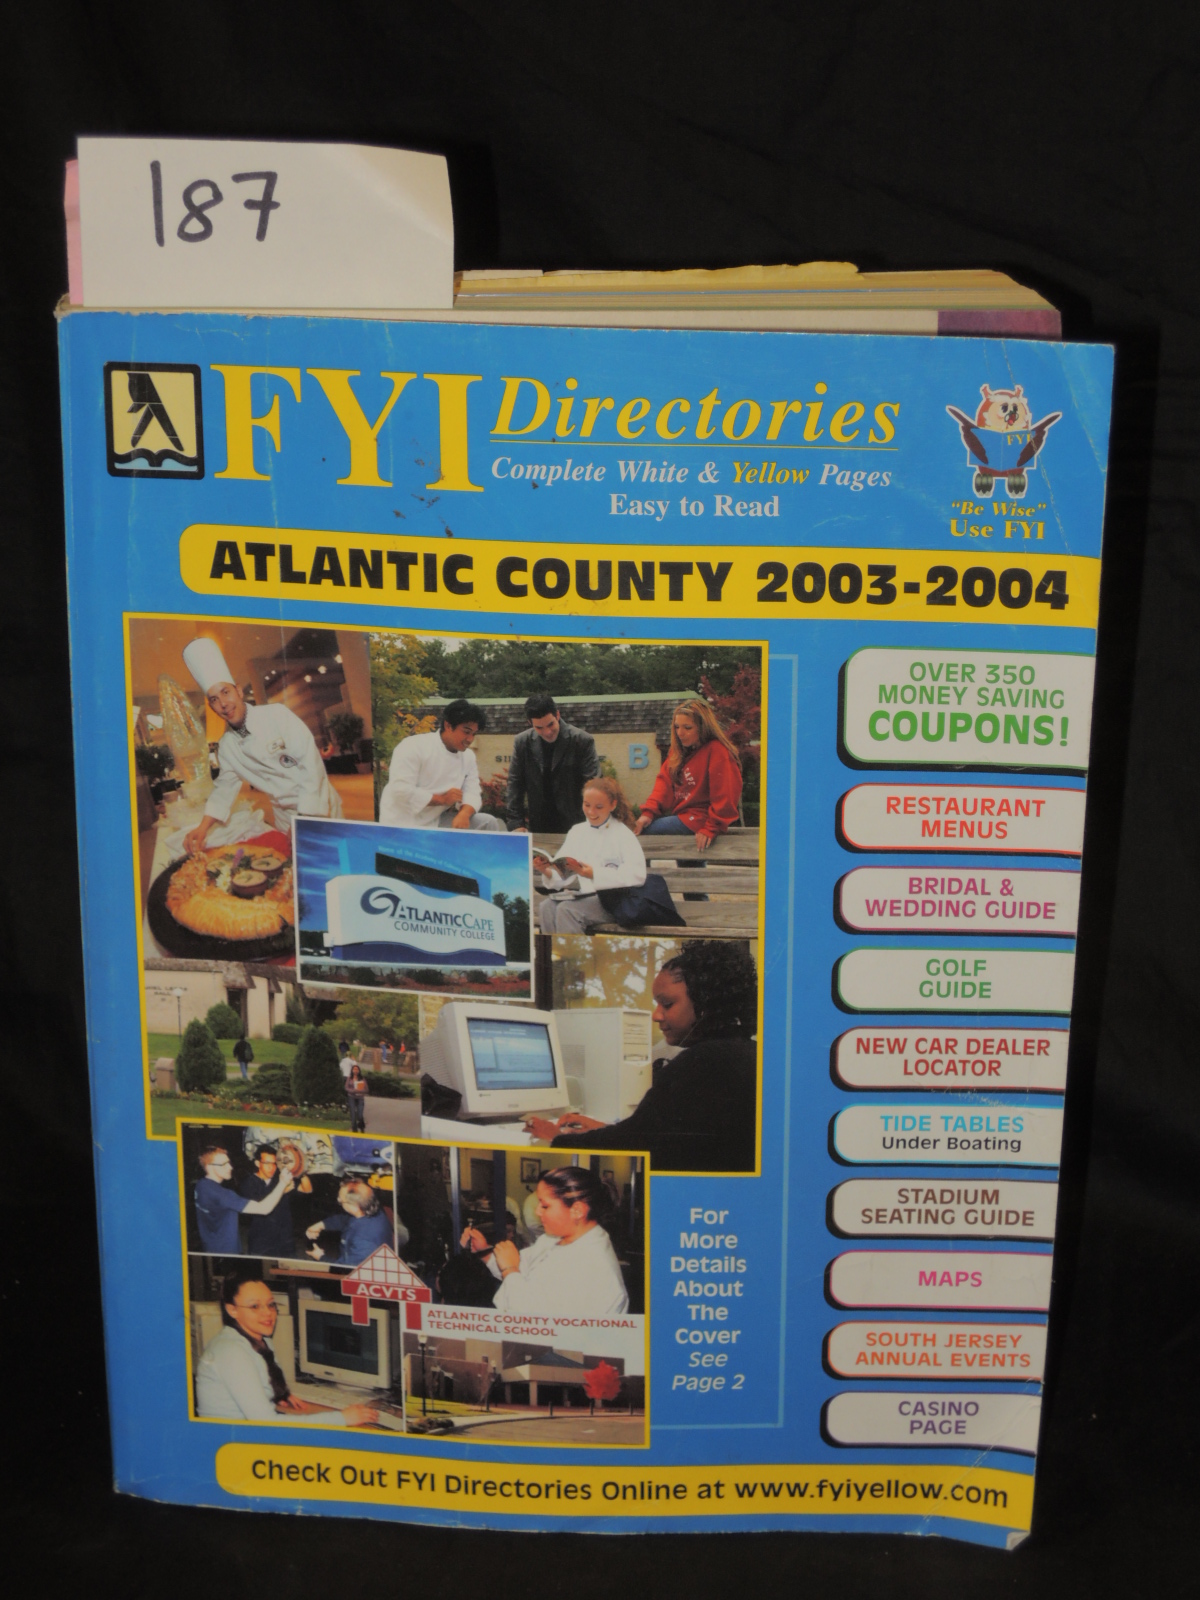 187
FYI Directories
Complete White & Yellow Pages
Easy to Read
FYI
"Be Wise"
Use FYI
ATLANTIC COUNTY 2003-2004
OVER 350
MONEY SAVING
COUPONS!
RESTAURANT
MENUS
BRIDAL &
WEDDING GUIDE
GOLF
GUIDE
NEW CAR DEALER
LOCATOR
TIDE TABLES
Under Boating
STADIUM
SEATING GUIDE
MAPS
SOUTH JERSEY
ANNUAL EVENTS
CASINO
PAGE
B
ATLANTICCAPE
COMMUNITY COLLEGE
ACVTS
ATLANTIC COUNTY VOCATIONAL
TECHNICAL SCHOOL
For
More
Details
About
The
Cover
See
Page 2
Check Out FYI Directories Online at www.fyiyellow.com